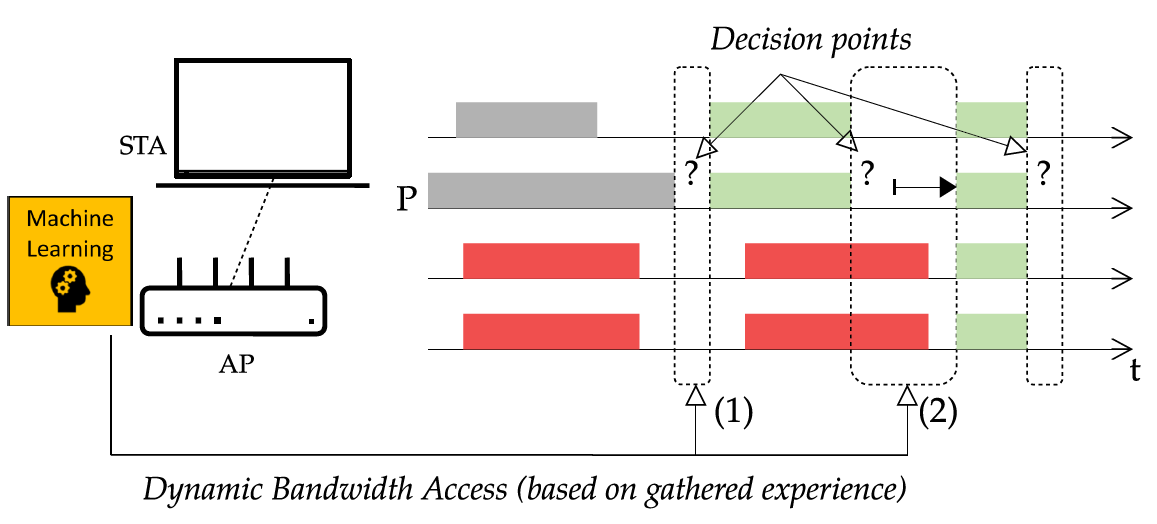 Decision points
STA
?
?
?
P
Machine
Learning
AP
t
(1)
(2)
Dynamic Bandwidth Access (based on gathered experience)